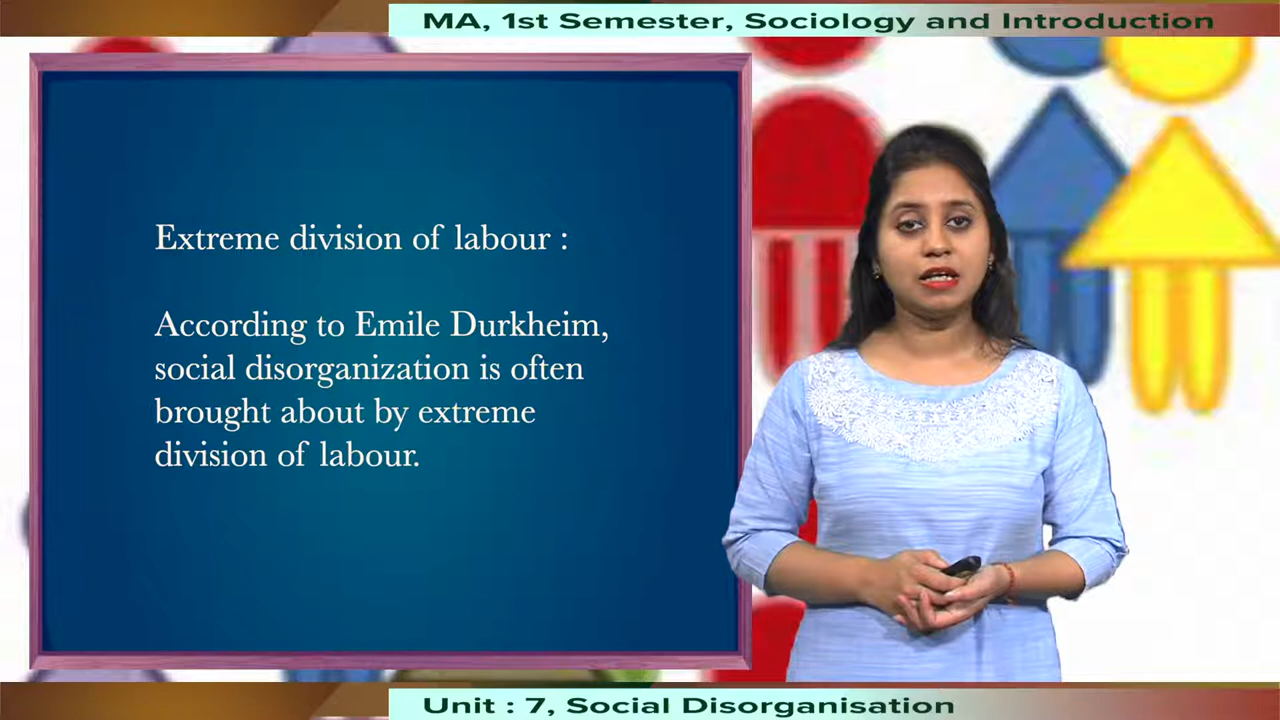 MA, 1st Semester, Sociology and Introduction
Extreme division of labour :
According to Emile Durkheim,
social disorganization is often
brought about by extreme
division of labour.
Unit : 7, Social Disorganisation